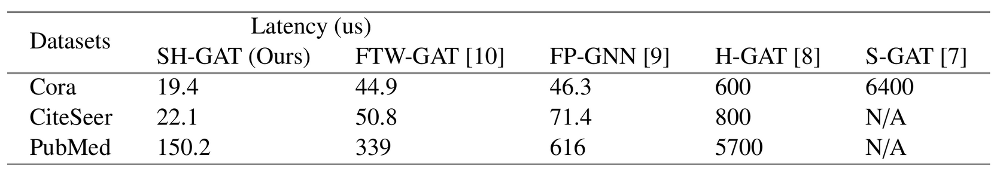 Latency (us)
Datasets SH-GAT (Ours) FTW-GAT [10] FP-GNN [9] H-GAT [8] S-GAT [7]
Cora 19.4 44.9 46.3 600 6400
CiteSeer 22.1 50.8 71.4 800 N/A
PubMed 150.2 339 616 5700 N/A